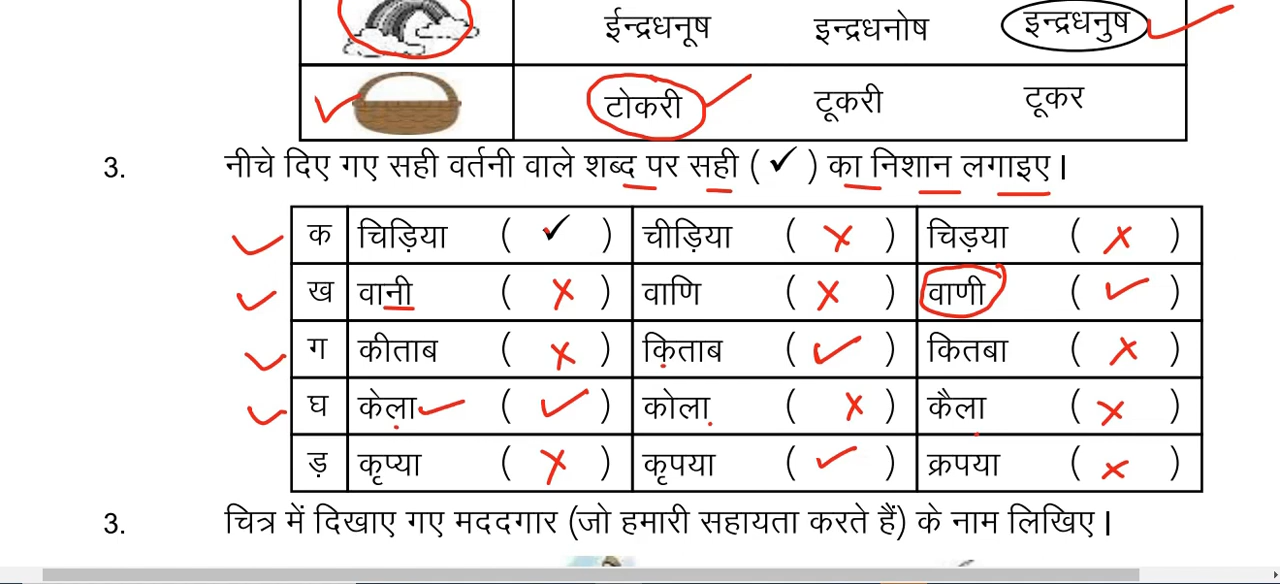 ईन्द्रधनूष इन्द्रधनोष इन्द्रधनुष ✓
✓ टोकरी ✓ टूकरी टूकर
3. नीचे दिए गए सही वर्तनी वाले शब्द पर सही ( ✓ ) का निशान लगाइए |
✓ क चिड़िया ( ✓ ) चीड़िया ( ✗ ) चिड़या ( ✗ )
✓ ख वानी ( ✗ ) वाणि ( ✗ ) वाणी ( ✓ )
✓ ग कीताब ( ✗ ) किताब ( ✓ ) कितबा ( ✗ )
✓ घ केला ✓ ( ✓ ) कोला ( ✗ ) कैला ( ✗ )
ड़ कृप्या ( ✗ ) कृपया ( ✓ ) क्रपया ( ✗ )
3. चित्र में दिखाए गए मददगार (जो हमारी सहायता करते हैं) के नाम लिखिए |